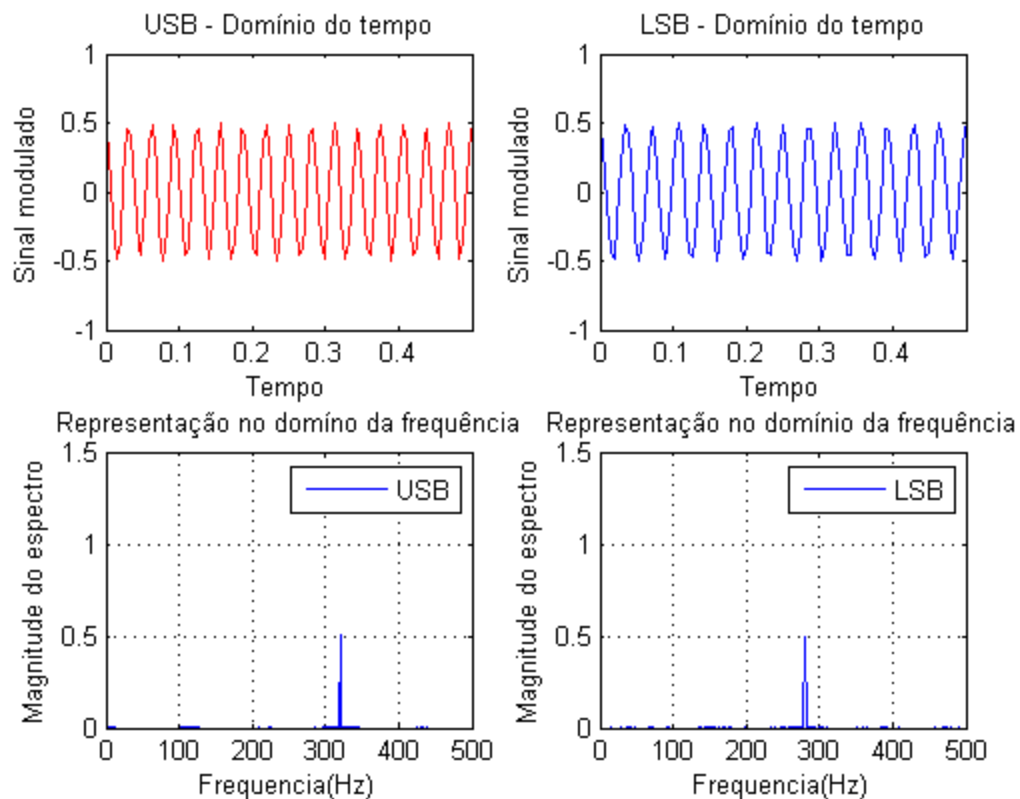 USB - Domínio do tempo
Sinal modulado
1
0.5
0
-0.5
-1
0 0.1 0.2 0.3 0.4
Tempo
LSB - Domínio do tempo
Sinal modulado
1
0.5
0
-0.5
-1
0 0.1 0.2 0.3 0.4
Tempo
Representação no domíno da frequência
Magnitude do espectro
1.5
1
0.5
0
USB
0 100 200 300 400 500
Frequencia(Hz)
Representação no domínio da frequência
Magnitude do espectro
1.5
1
0.5
0
LSB
0 100 200 300 400 500
Frequencia(Hz)